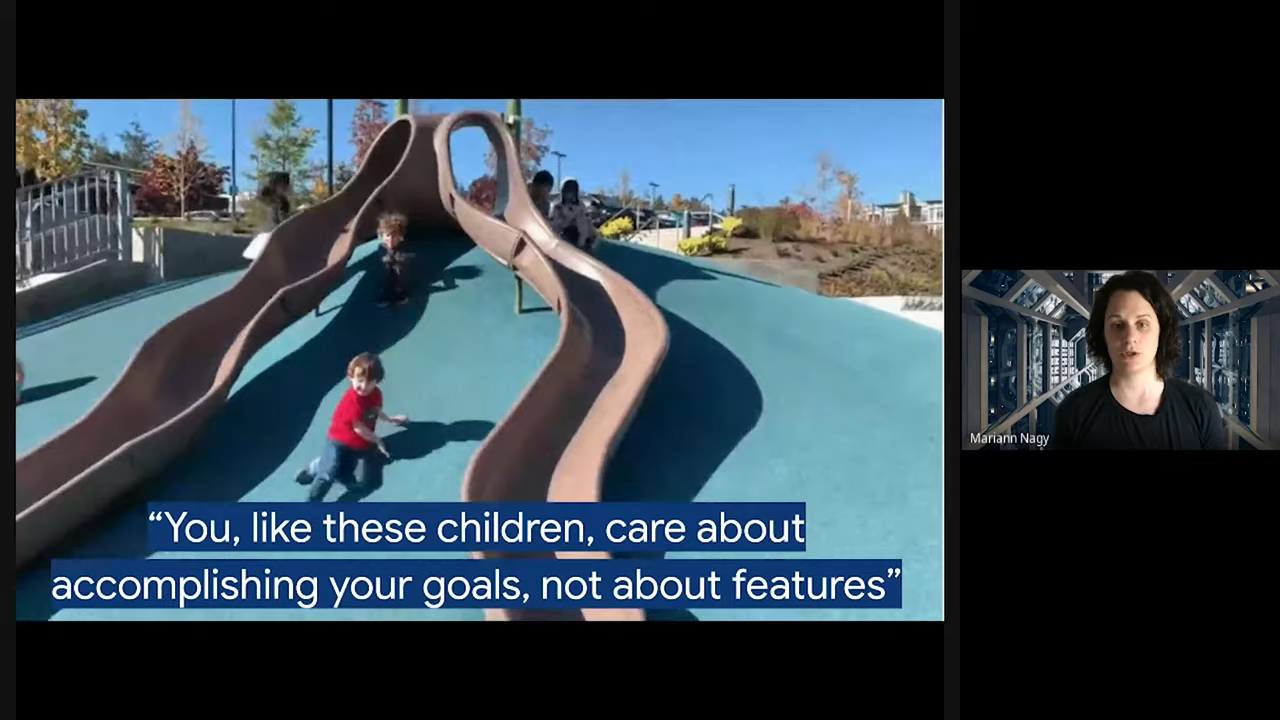 “You, like these children, care about
accomplishing your goals, not about features”
Mariann Nagy